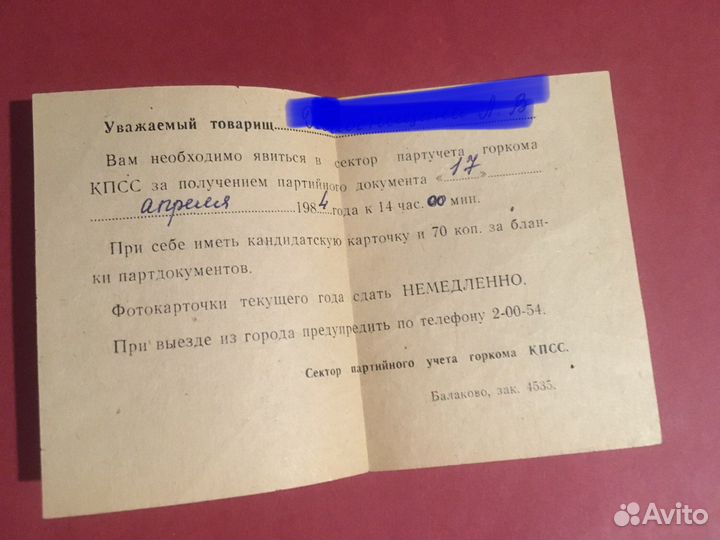 Уважаемый товарищ А. В
Вам необходимо явиться в сектор партучета горкома
КПСС за получением партийного документа «17»
апреля 1984 года к 14 час. 00 мин.
При себе иметь кандидатскую карточку и 70 коп. за блан-
ки партдокументов.
Фотокарточки текущего года сдать НЕМЕДЛЕННО.
При выезде из города предупредить по телефону 2-00-54.
Сектор партийного учета горкома КПСС.
Балаково, зак. 4535.
Avito